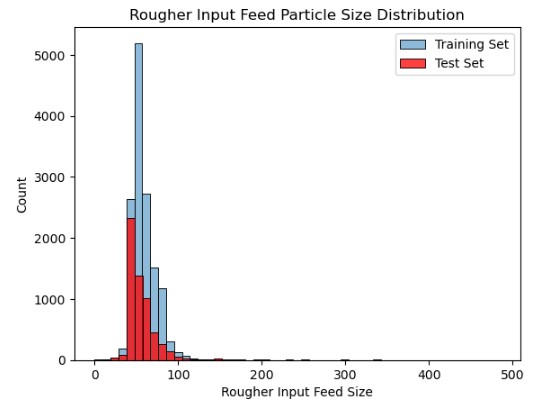 Rougher Input Feed Particle Size Distribution
Training Set
Test Set
5000
4000
3000
2000
1000
0
Count
0 100 200 300 400 500
Rougher Input Feed Size